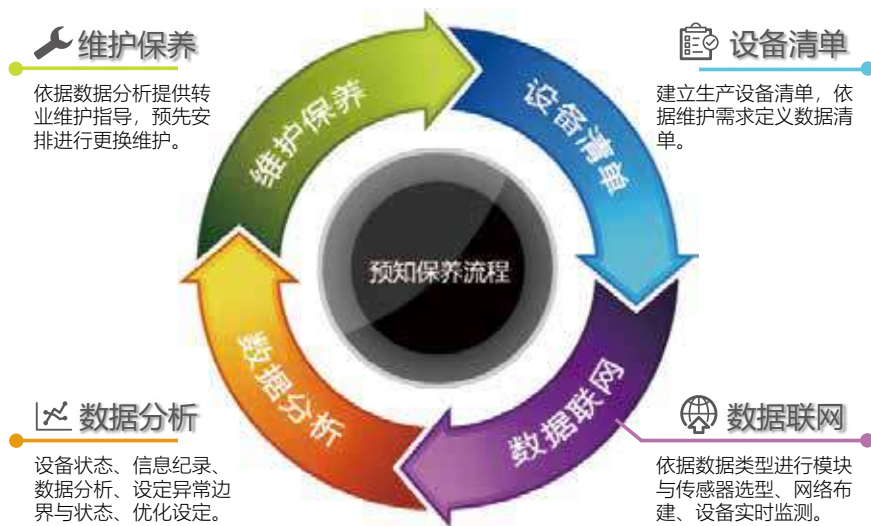 维护保养
依据数据分析提供转
业维护指导，预先安
排进行更换维护。
设备清单
建立生产设备清单，依
据维护需求定义数据清
单。
维护保养
设备清单
预知保养流程
数据分析
数据联网
数据分析
设备状态、信息纪录、
数据分析、设定异常边
界与状态、优化设定。
数据联网
依据数据类型进行模块
与传感器选型、网络布
建、设备实时监测。